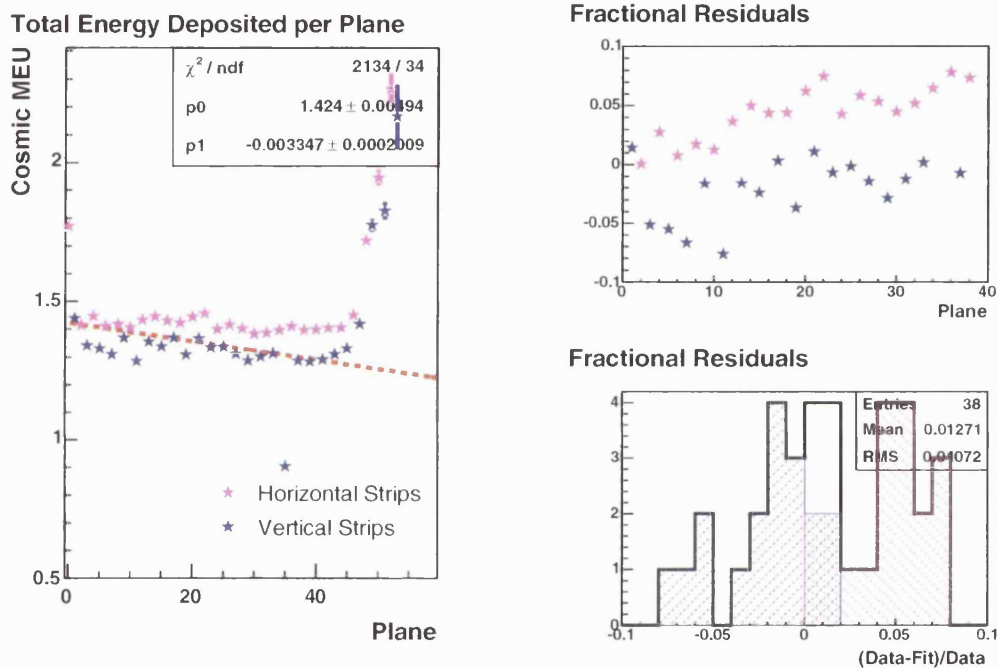 Total Energy Deposited per Plane
Cosmic MEU
χ² / ndf 2134 / 34
p0 1.424 ± 0.00494
p1 -0.003347 ± 0.0002009
2
1.5
1
0.5
0 20 40
Horizontal Strips
Vertical Strips
Plane
Fractional Residuals
0.1
0.05
0
-0.05
-0.1
0 10 20 30 40
Plane
Fractional Residuals
Entries 38
Mean 0.01271
RMS 0.04072
4
3
2
1
0
-0.1 -0.05 0 0.05 0.1
(Data-Fit)/Data